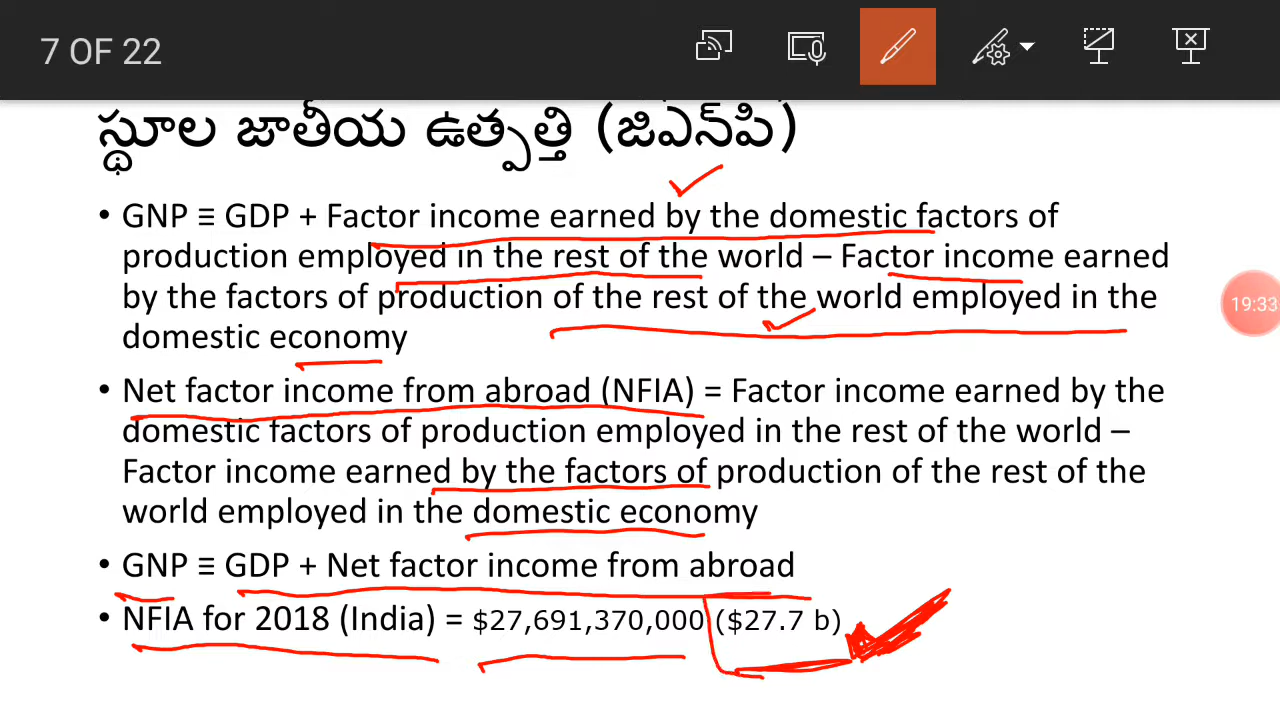 7 OF 22
స్థూల జాతీయ ఉత్పత్తి (జిఎన్‌పి)
• GNP ≡ GDP + Factor income earned by the domestic factors of
production employed in the rest of the world – Factor income earned
by the factors of production of the rest of the world employed in the
domestic economy
• Net factor income from abroad (NFIA) = Factor income earned by the
domestic factors of production employed in the rest of the world –
Factor income earned by the factors of production of the rest of the
world employed in the domestic economy
• GNP ≡ GDP + Net factor income from abroad
• NFIA for 2018 (India) = $27,691,370,000 ($27.7 b)
19:33